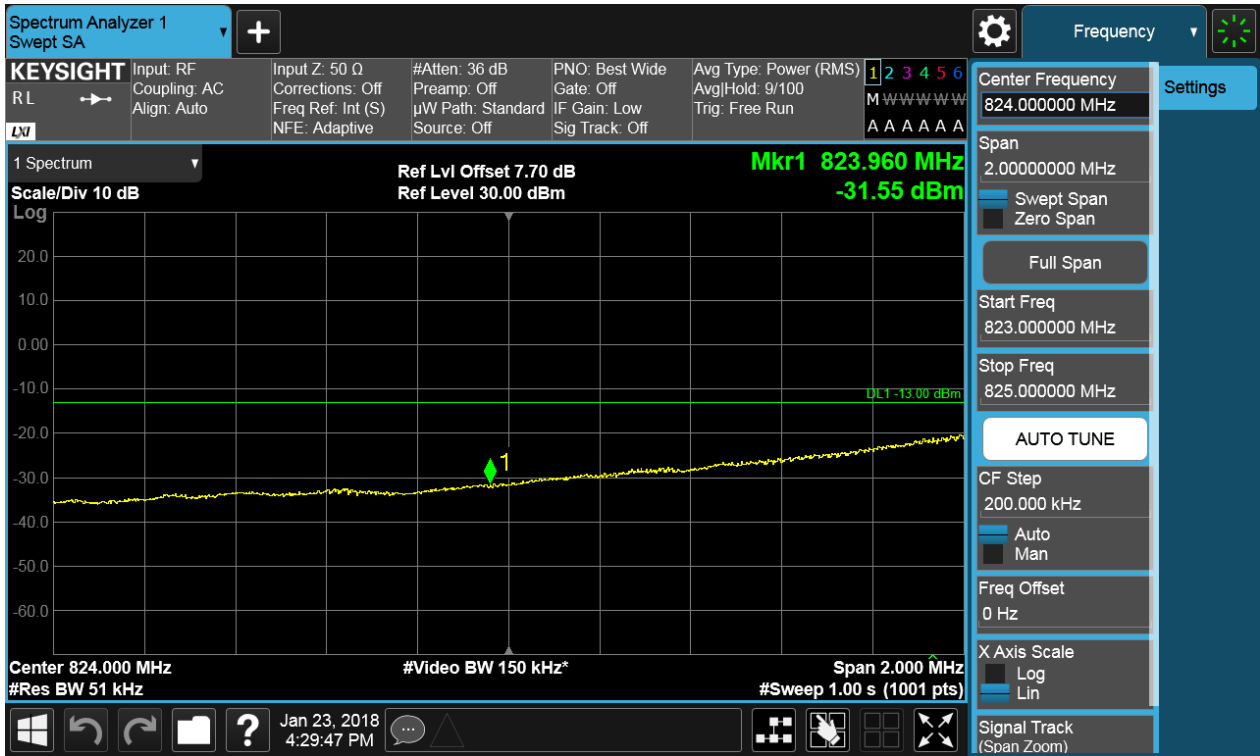 Spectrum Analyzer 1
Swept SA
+
Frequency
KEYSIGHT
R L
LXI
Input: RF
Coupling: AC
Align: Auto
Input Z: 50 Ω
Corrections: Off
Freq Ref: Int (S)
NFE: Adaptive
#Atten: 36 dB
Preamp: Off
µW Path: Standard
Source: Off
PNO: Best Wide
Gate: Off
IF Gain: Low
Sig Track: Off
Avg Type: Power (RMS)
Avg|Hold: 9/100
Trig: Free Run
1 2 3 4 5 6
M W W W W W
A A A A A A
1 Spectrum
Scale/Div 10 dB
Log
Ref Lvl Offset 7.70 dB
Ref Level 30.00 dBm
Mkr1 823.960 MHz
-31.55 dBm
20.0
10.0
0.00
-10.0
DL1 -13.00 dBm
-20.0
1
-30.0
-40.0
-50.0
-60.0
Center 824.000 MHz
#Video BW 150 kHz*
Span 2.000 MHz
#Res BW 51 kHz
#Sweep 1.00 s (1001 pts)
Center Frequency
824.000000 MHz
Span
2.00000000 MHz
Swept Span
Zero Span
Full Span
Start Freq
823.000000 MHz
Stop Freq
825.000000 MHz
AUTO TUNE
CF Step
200.000 kHz
Auto
Man
Freq Offset
0 Hz
X Axis Scale
Log
Lin
Signal Track
(Span Zoom)
Settings
?
Jan 23, 2018
4:29:47 PM